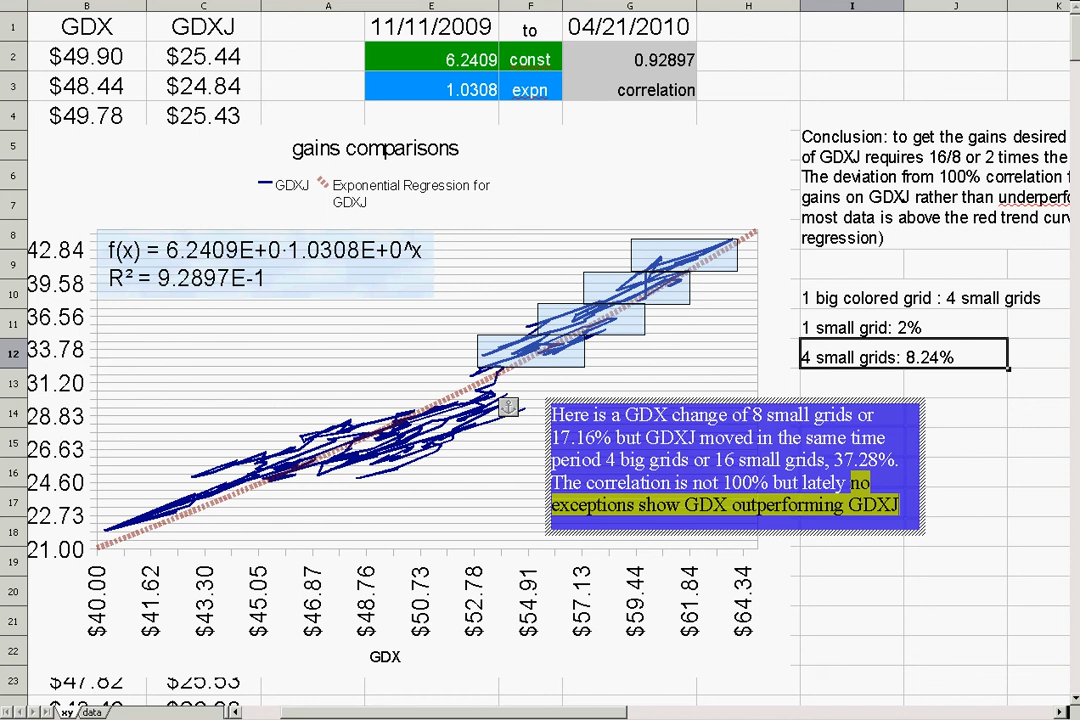 B C A E F G H I J K
1 GDX GDXJ 11/11/2009 to 04/21/2010
2 $49.90 $25.44 6.2409 const 0.92897
3 $48.44 $24.84 1.0308 expn correlation
4 $49.78 $25.43
5
6
7
8
9
10
11
12
13
14
15
16
17
18
19
20
21
22
23
gains comparisons
GDXJ Exponential Regression for
GDXJ
f(x) = 6.2409E+0·1.0308E+0^x
R² = 9.2897E-1
42.84
39.58
36.56
33.78
31.20
28.83
26.63
24.60
22.73
21.00
$40.00 $41.62 $43.30 $45.05 $46.87 $48.76 $50.73 $52.78 $54.91 $57.13 $59.44 $61.84 $64.34
GDX
Conclusion: to get the gains desired
of GDXJ requires 16/8 or 2 times the
The deviation from 100% correlation
gains on GDXJ rather than
most data is above the red trend
regression)
1 big colored grid : 4 small grids
1 small grid: 2%
4 small grids: 8.24%
Here is a GDX change of 8 small grids or
17.16% but GDXJ moved in the same time
period 4 big grids or 16 small grids, 37.28%.
The correlation is not 100% but lately no
exceptions show GDX outperforming GDXJ
$47.82 $25.53
xy data